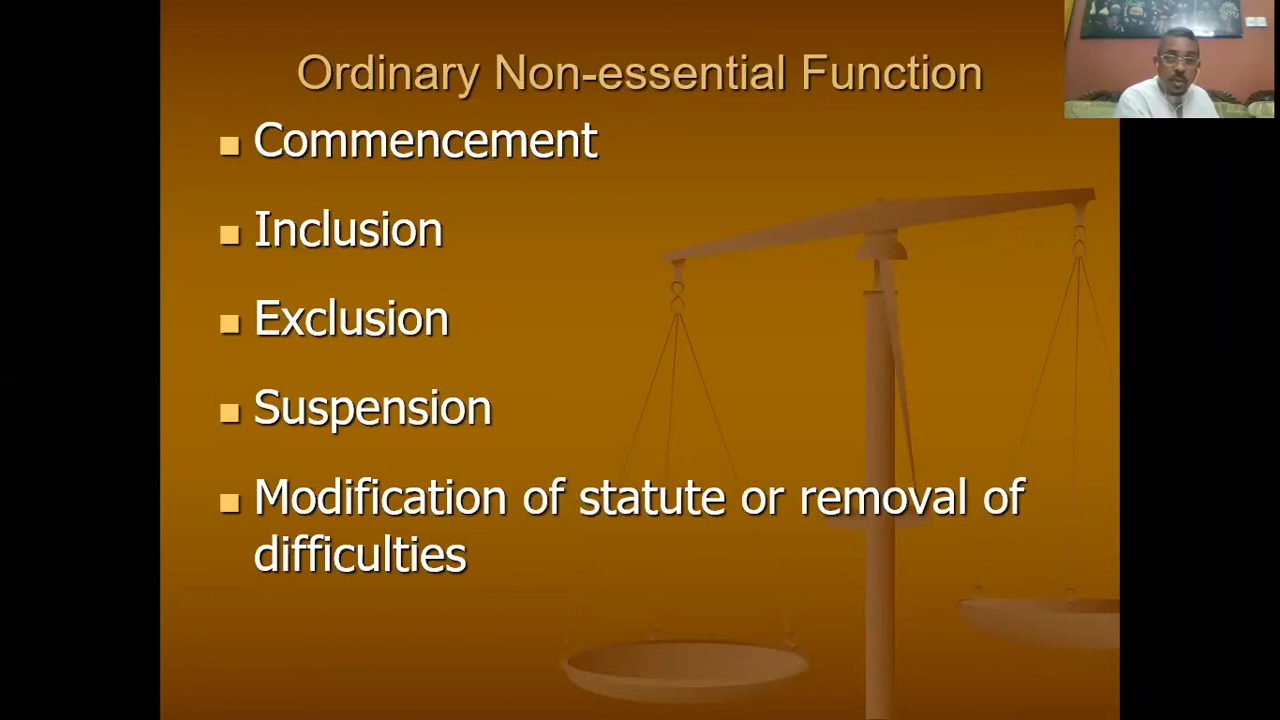 Ordinary Non-essential Function
Commencement
Inclusion
Exclusion
Suspension
Modification of statute or removal of
difficulties